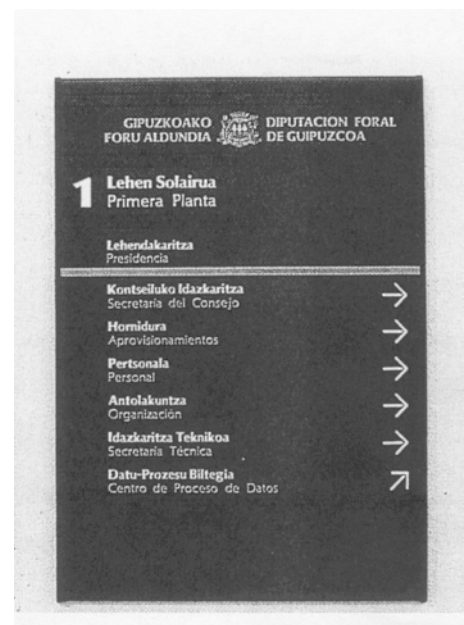 GIPUZKOAKO FORU ALDUNDIA
DIPUTACION FORAL DE GUIPUZCOA
1
Lehen Solairua
Primera Planta
Lehendakaritza
Presidencia
Kontseiluko Idazkaritza
Secretaría del Consejo
Hornidura
Aprovisionamientos
Pertsonala
Personal
Antolakuntza
Organización
Idazkaritza Teknikoa
Secretaría Técnica
Datu-Prozesu Biltegia
Centro de Proceso de Datos